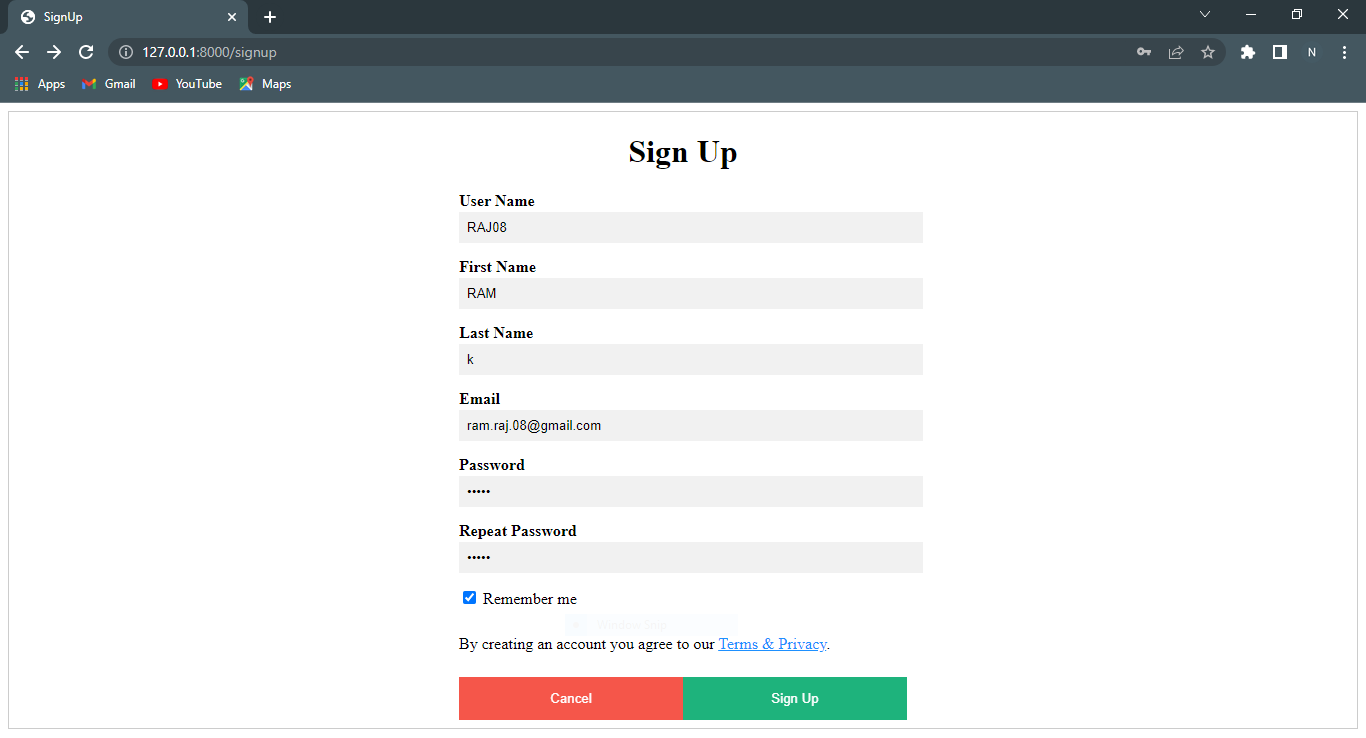 SignUp
127.0.0.1:8000/signup
N
Apps Gmail YouTube Maps
Sign Up
User Name
RAJ08
First Name
RAM
Last Name
k
Email
ram.raj.08@gmail.com
Password
•••••
Repeat Password
•••••
Remember me
Window Snip
By creating an account you agree to our Terms & Privacy.
Cancel Sign Up